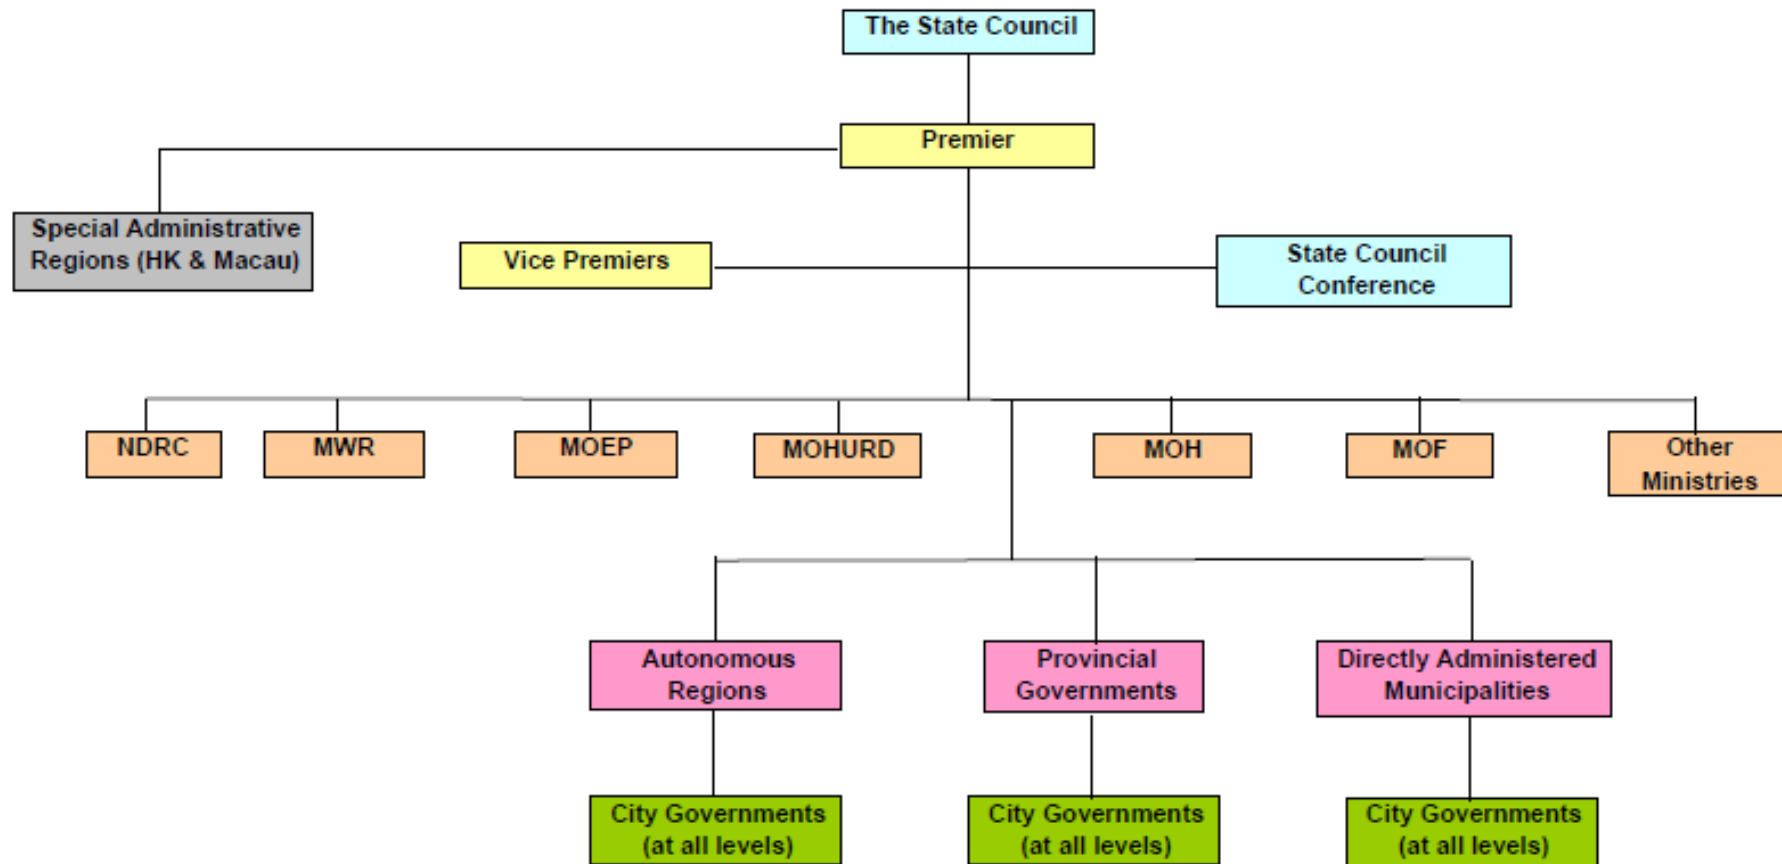 The State Council
Premier
Special Administrative
Regions (HK & Macau)
Vice Premiers
State Council
Conference
NDRC
MWR
MOEP
MOHURD
MOH
MOF
Other
Ministries
Autonomous
Regions
Provincial
Governments
Directly Administered
Municipalities
City Governments
(at all levels)
City Governments
(at all levels)
City Governments
(at all levels)